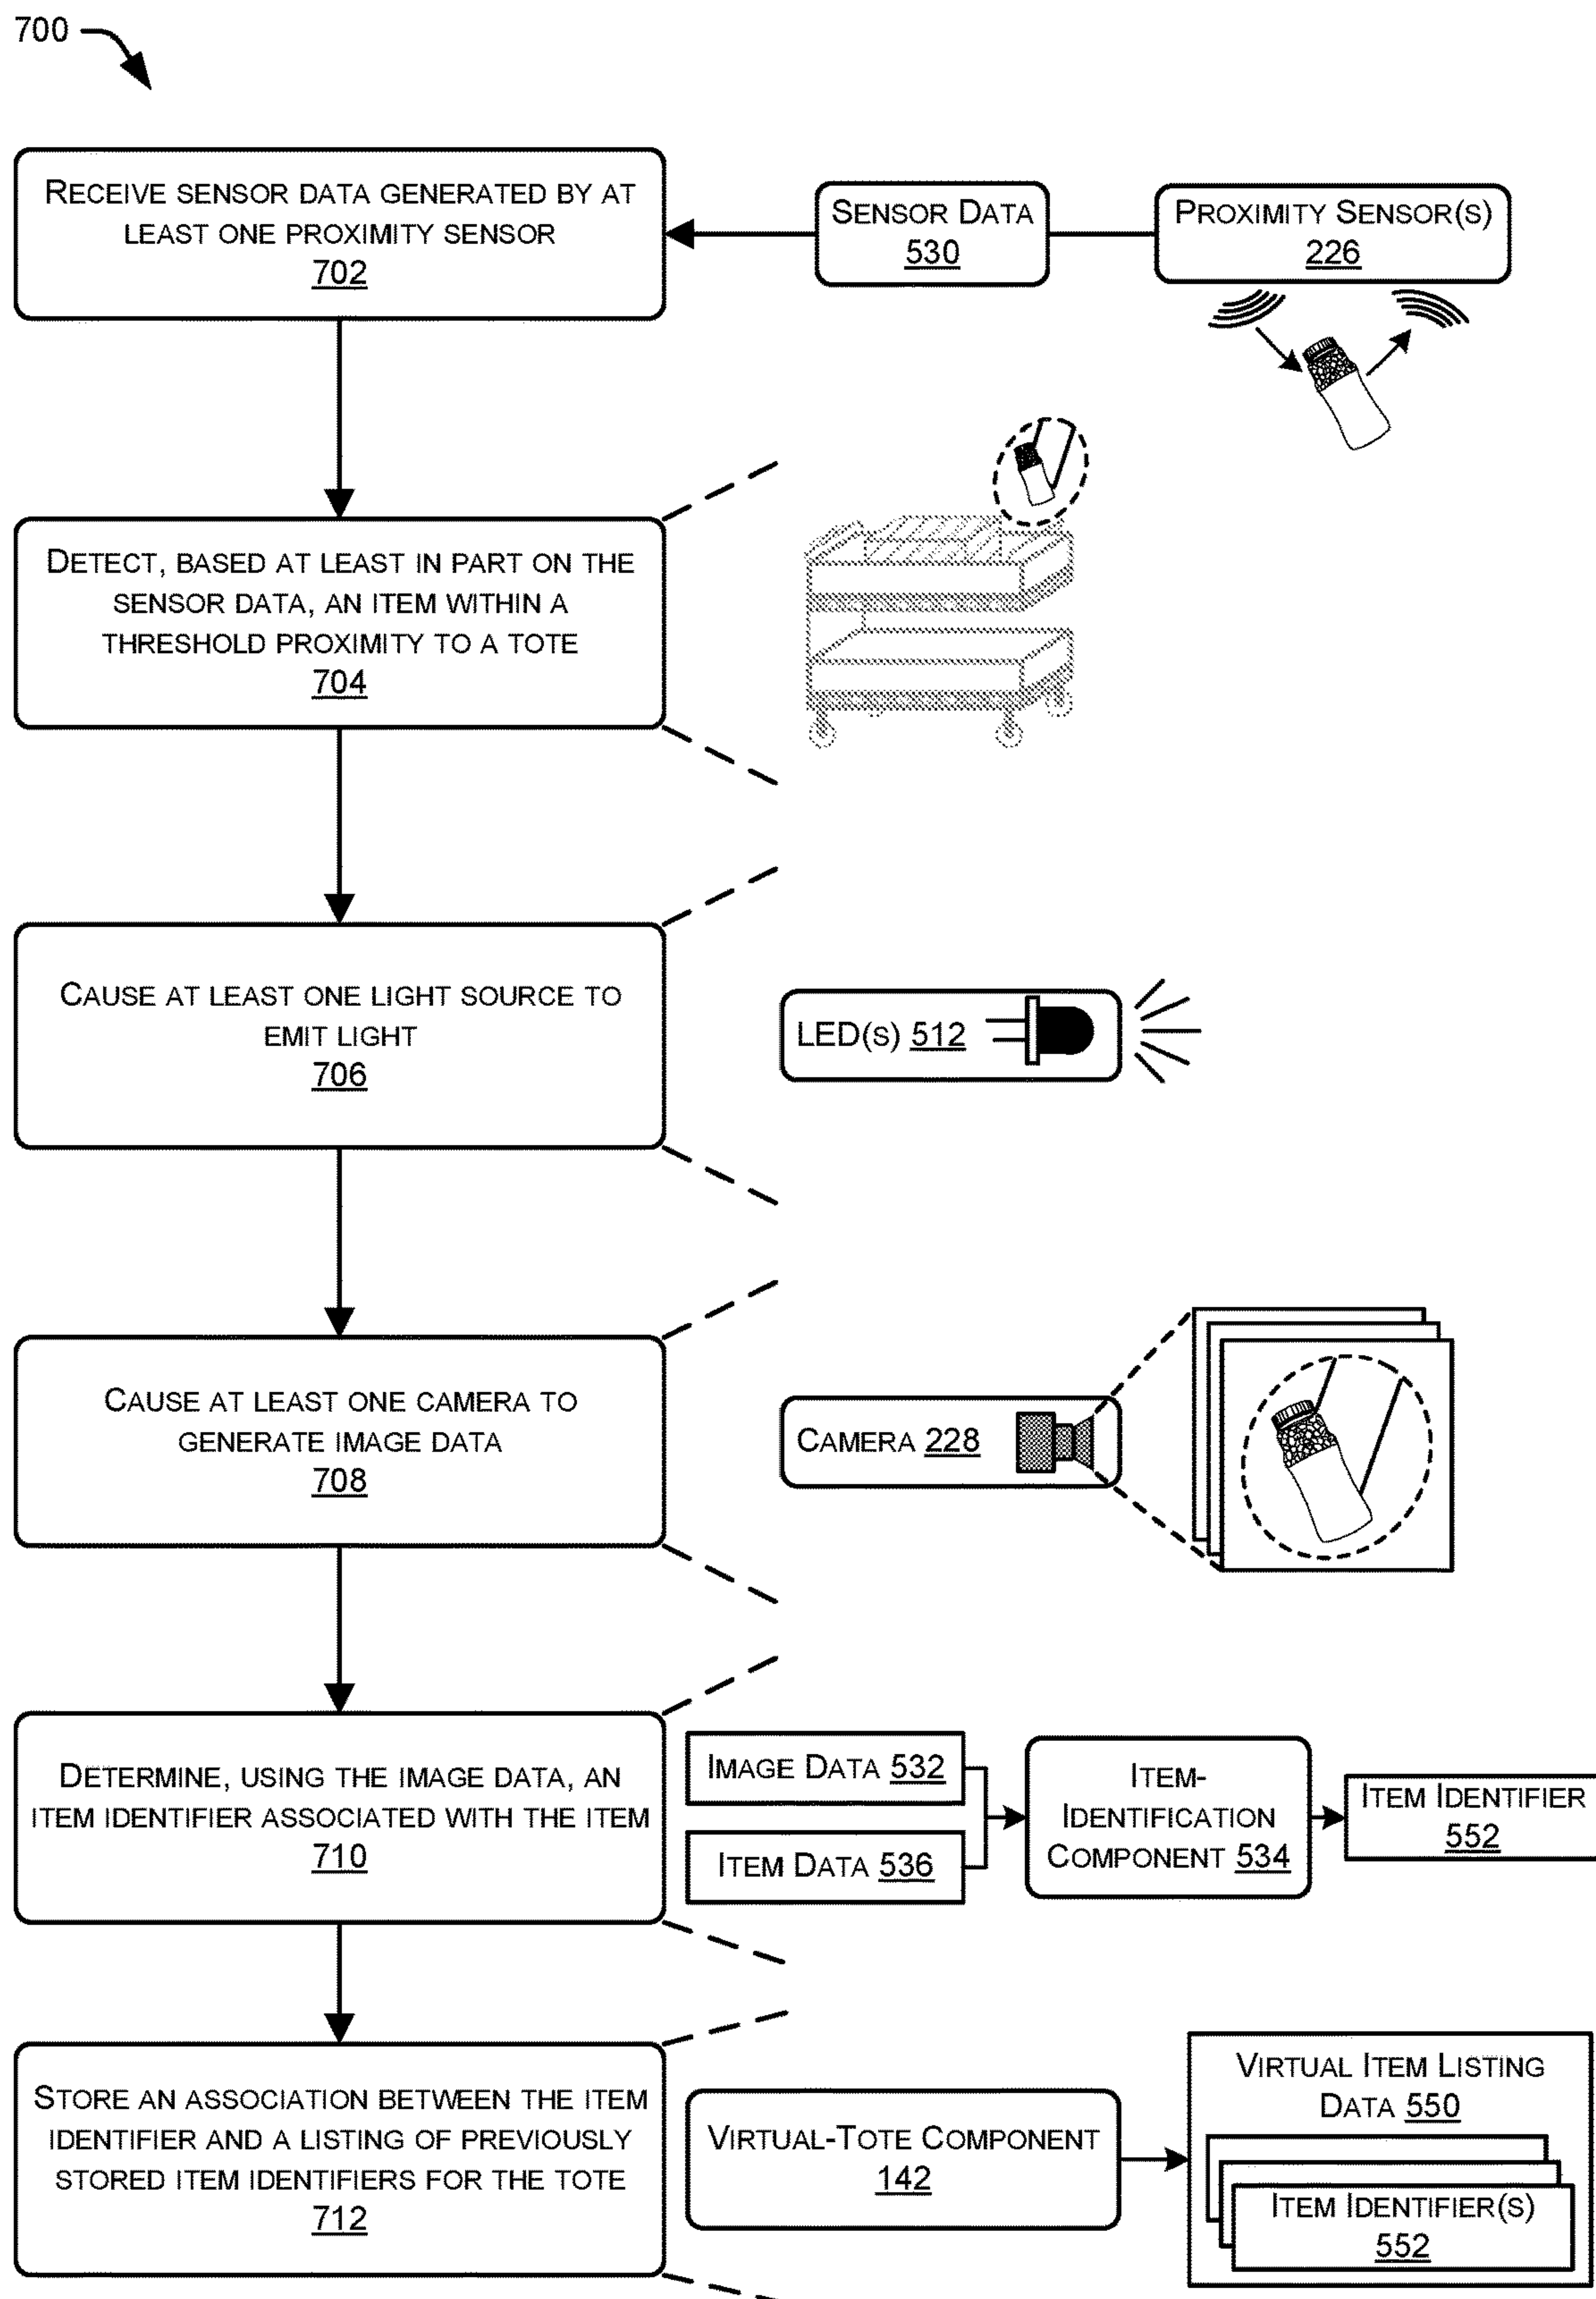 700
RECEIVE SENSOR DATA GENERATED BY AT
LEAST ONE PROXIMITY SENSOR
702
SENSOR DATA
530
PROXIMITY SENSOR(S)
226
DETECT, BASED AT LEAST IN PART ON THE
SENSOR DATA, AN ITEM WITHIN A
THRESHOLD PROXIMITY TO A TOTE
704
CAUSE AT LEAST ONE LIGHT SOURCE TO
EMIT LIGHT
706
LED(S) 512
CAUSE AT LEAST ONE CAMERA TO
GENERATE IMAGE DATA
708
CAMERA 228
DETERMINE, USING THE IMAGE DATA, AN
ITEM IDENTIFIER ASSOCIATED WITH THE ITEM
710
IMAGE DATA 532
ITEM DATA 536
ITEM-
IDENTIFICATION
COMPONENT 534
ITEM IDENTIFIER
552
STORE AN ASSOCIATION BETWEEN THE ITEM
IDENTIFIER AND A LISTING OF PREVIOUSLY
STORED ITEM IDENTIFIERS FOR THE TOTE
712
VIRTUAL-TOTE COMPONENT
142
VIRTUAL ITEM LISTING
DATA 550
ITEM IDENTIFIER(S)
552